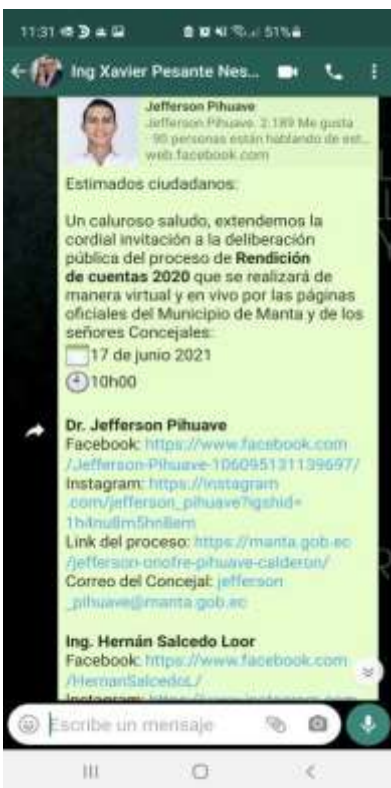 11:31
51%
Ing Xavier Pesante Nes...
Jefferson Pihuave
Jefferson Pihuave. 2.189 Me gusta
· 90 personas están hablando de est...
web.facebook.com
Estimados ciudadanos:
Un caluroso saludo, extendemos la
cordial invitación a la deliberación
pública del proceso de Rendición
de cuentas 2020 que se realizará de
manera virtual y en vivo por las páginas
oficiales del Municipio de Manta y de los
señores Concejales:
17 de junio 2021
10h00
Dr. Jefferson Pihuave
Facebook: https://www.facebook.com
/Jefferson-Pihuave-106095131139697/
Instagram: https://instagram
.com/jefferson_pihuave?igshid=
Link del proceso: https://manta.gob.ec
/jefferson-onofre-pihuave-calderon/
Correo del Concejal: jefferson
_pihuave@manta.gob.ec
Ing. Hernán Salcedo Loor
Facebook: https://www.facebook.com
/HernanSalcedoL/
Escribe un mensaje